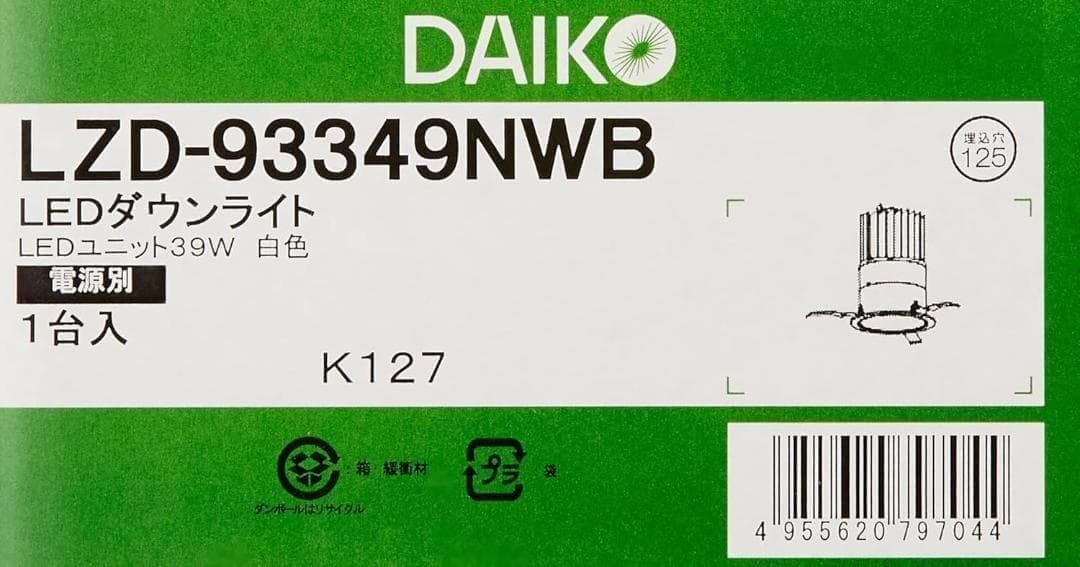 DAIKO
LZD-93349NWB
埋込穴
125
LEDダウンライト
LEDユニット39W 白色
電源別
1台入
K127
:箱 緩衝材
プラ
袋
ダンボールはリサイクル
4 955620 797044